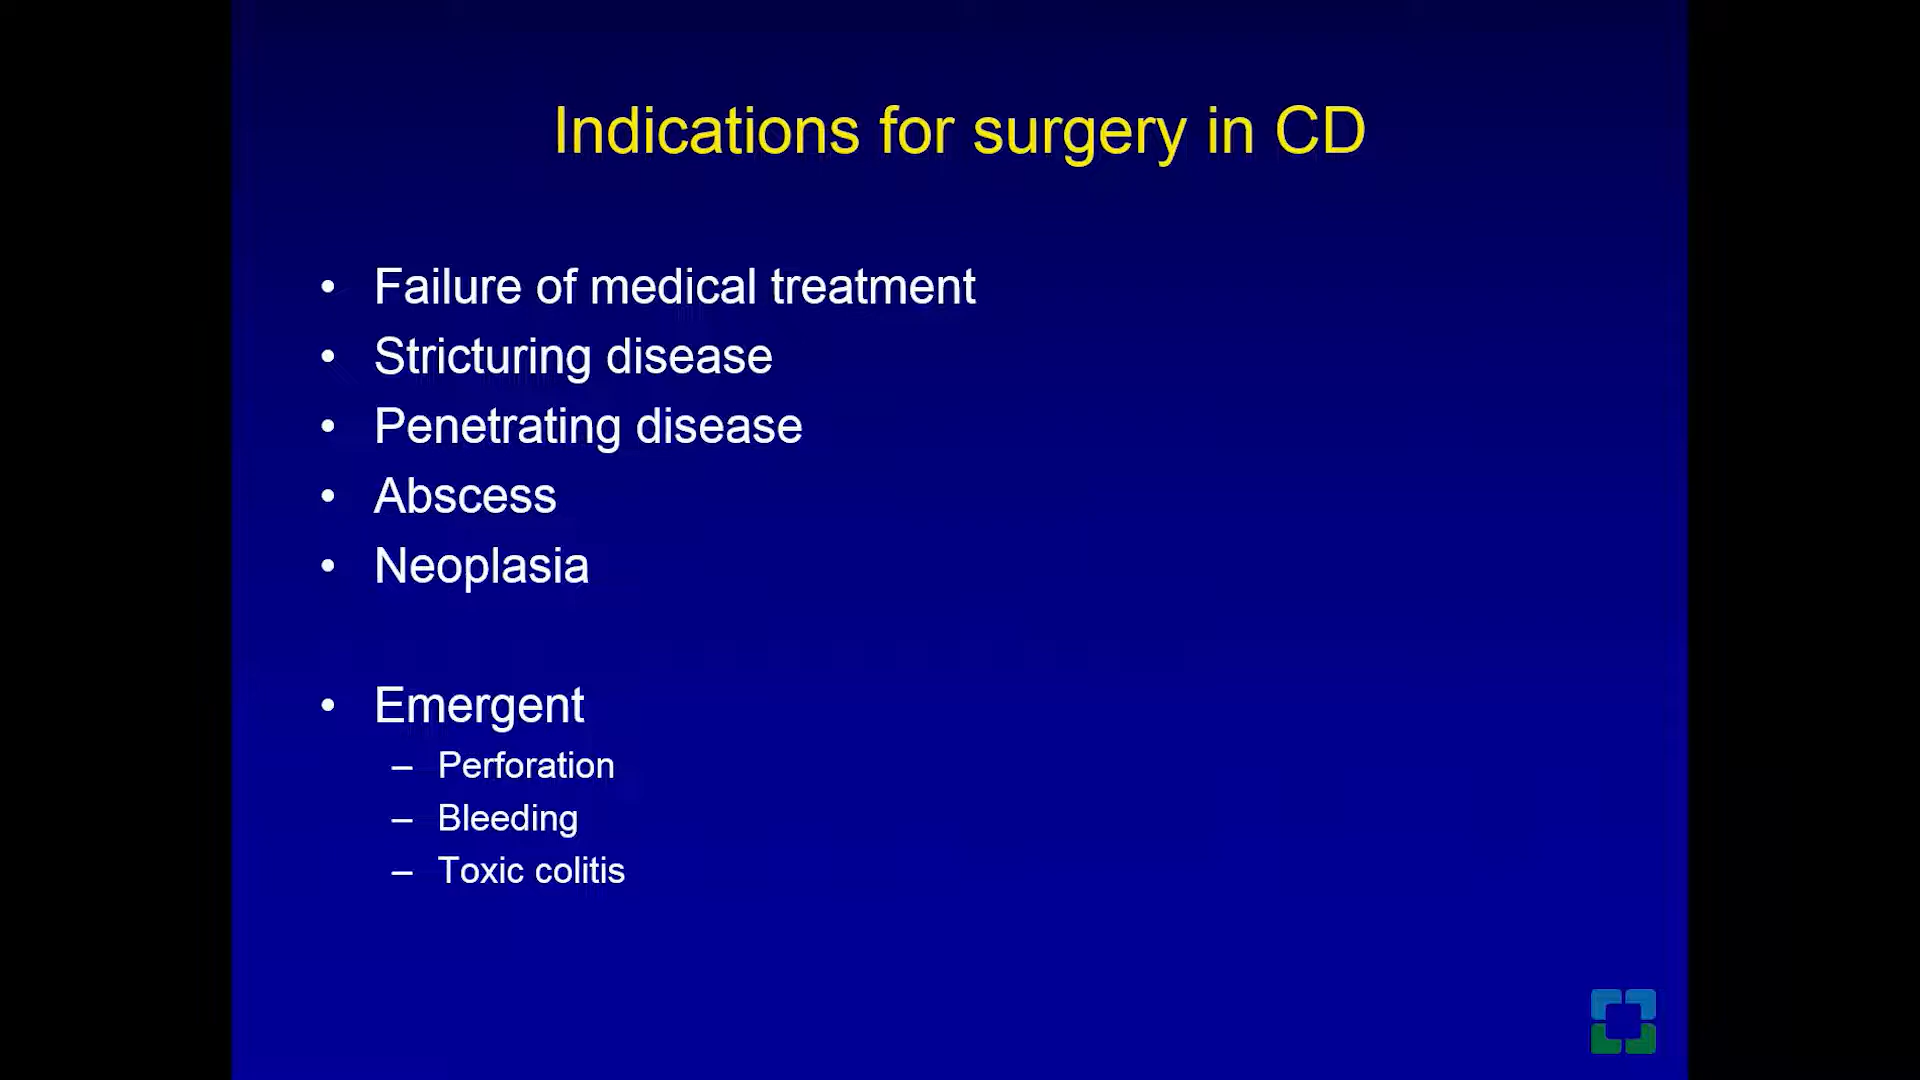 Indications for surgery in CD
• Failure of medical treatment
• Stricturing disease
• Penetrating disease
• Abscess
• Neoplasia
• Emergent
– Perforation
– Bleeding
– Toxic colitis